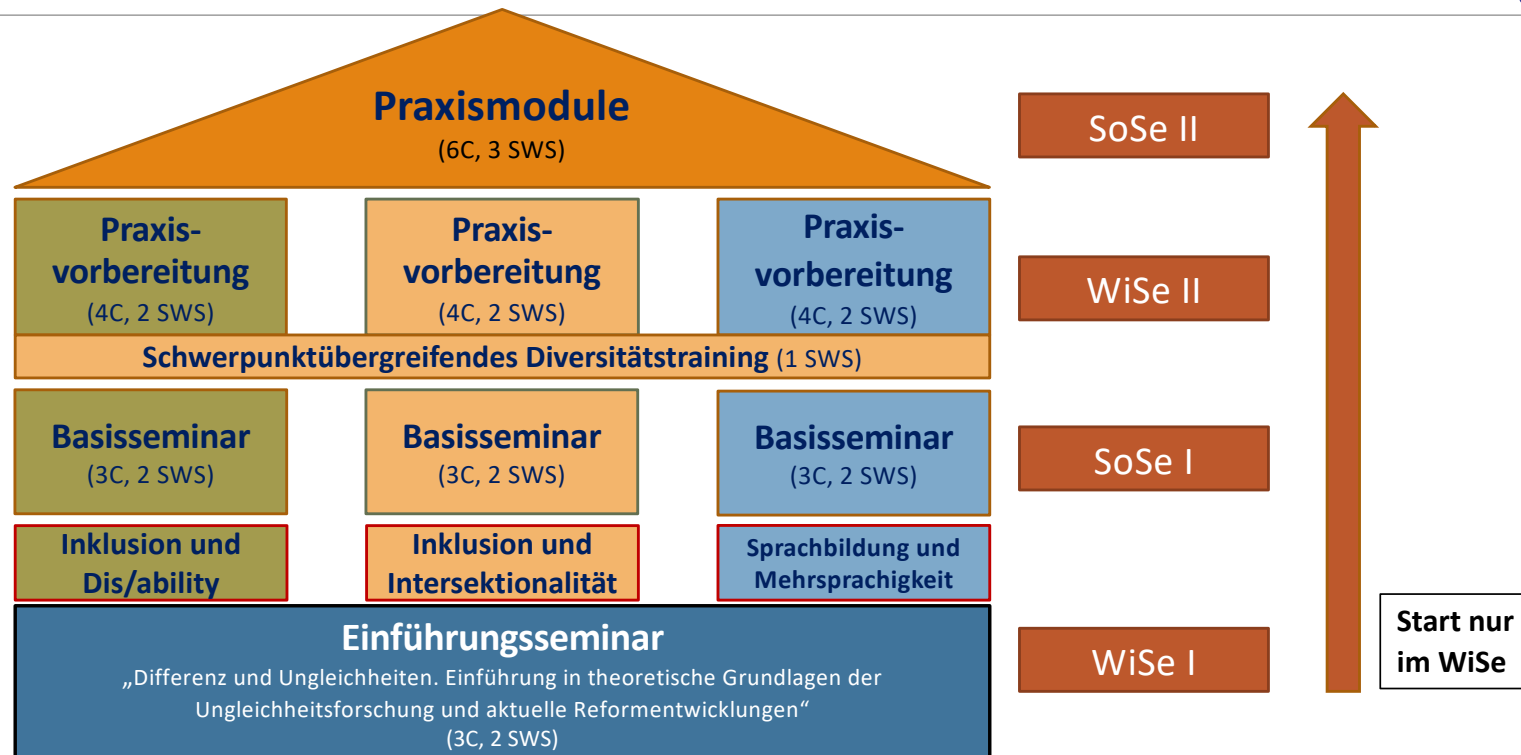 Praxismodule
(6C, 3 SWS)
SoSe II
Praxis-
vorbereitung
(4C, 2 SWS)
Praxis-
vorbereitung
(4C, 2 SWS)
Praxis-
vorbereitung
(4C, 2 SWS)
WiSe II
Schwerpunktübergreifendes Diversitätstraining (1 SWS)
Basisseminar
(3C, 2 SWS)
Basisseminar
(3C, 2 SWS)
Basisseminar
(3C, 2 SWS)
SoSe I
Inklusion und
Dis/ability
Inklusion und
Intersektionalität
Sprachbildung und
Mehrsprachigkeit
Einführungsseminar
„Differenz und Ungleichheiten. Einführung in theoretische Grundlagen der
Ungleichheitsforschung und aktuelle Reformentwicklungen“
(3C, 2 SWS)
WiSe I
Start nur
im WiSe